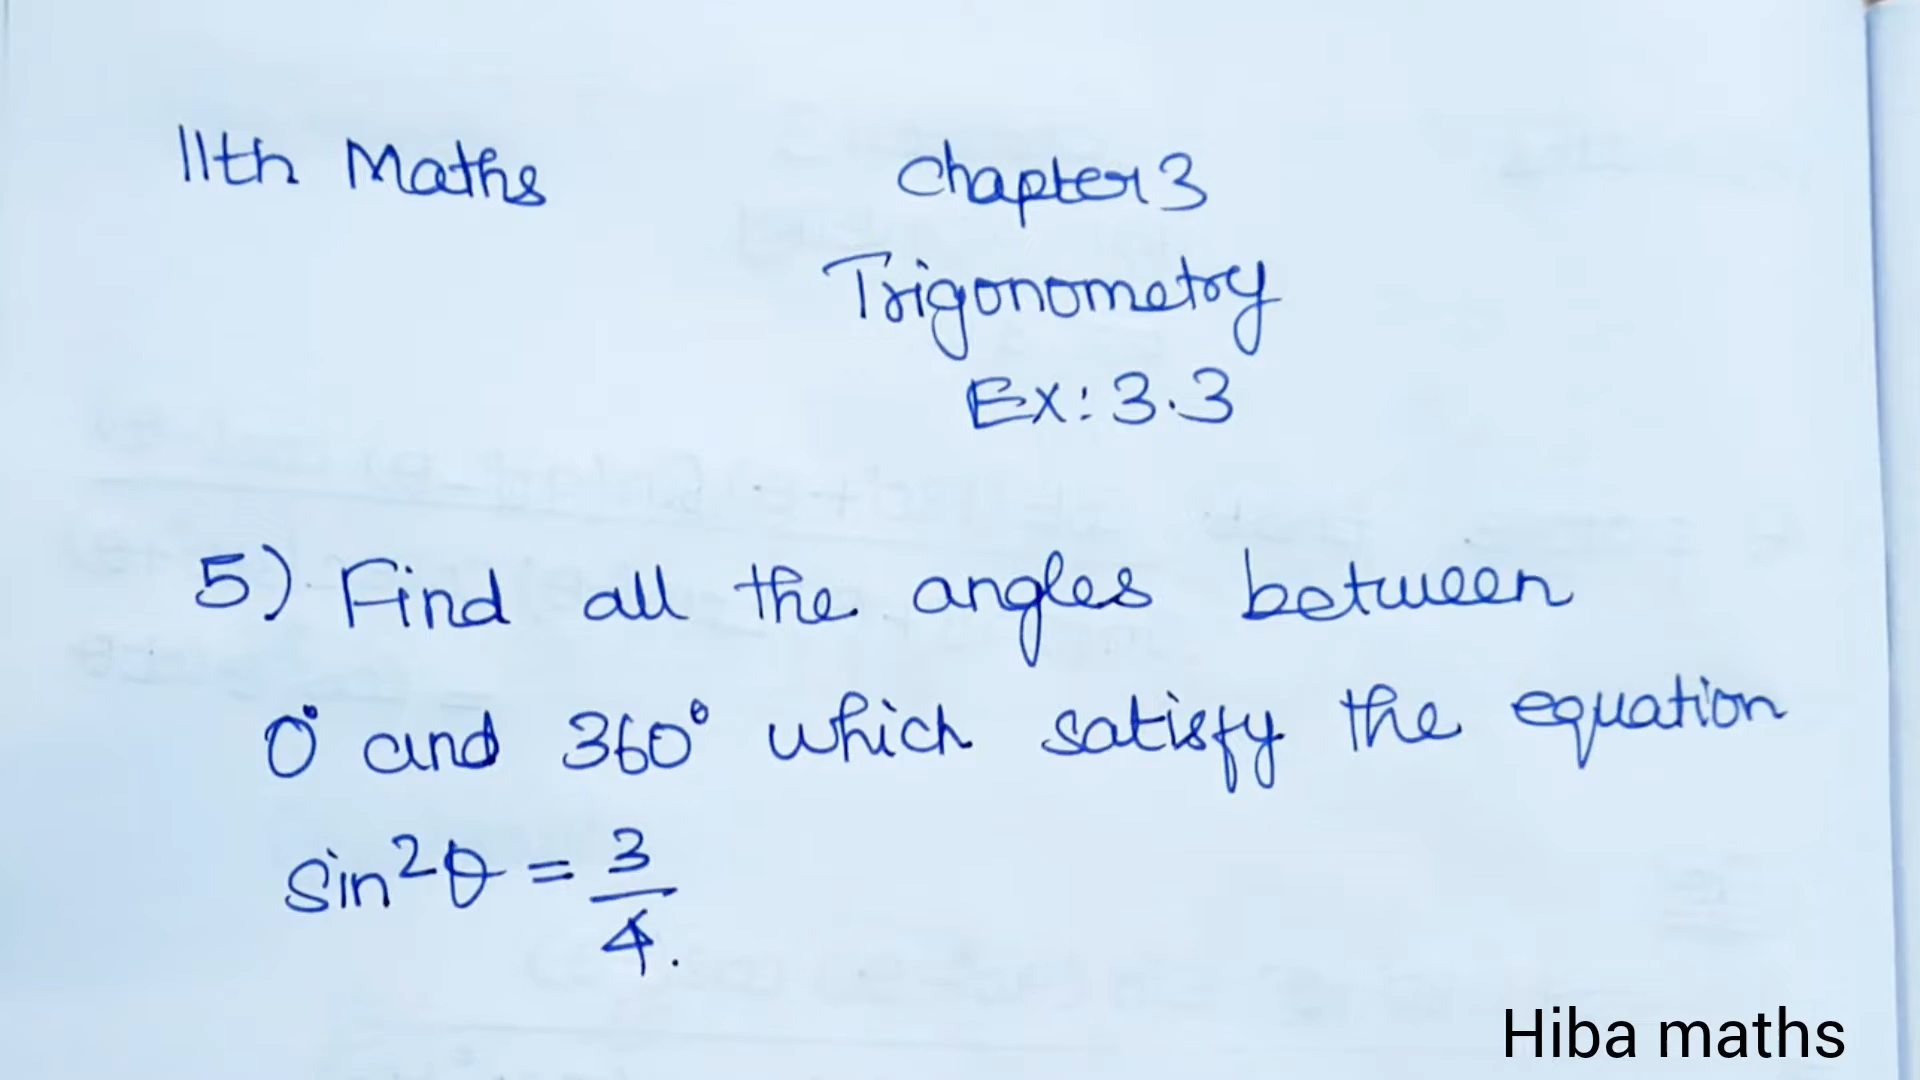 11th Maths Chapter 3
Trigonometry
Ex: 3.3
5) Find all the angles between
0° and 360° which satisfy the equation
sin²θ = 3/4.
Hiba maths